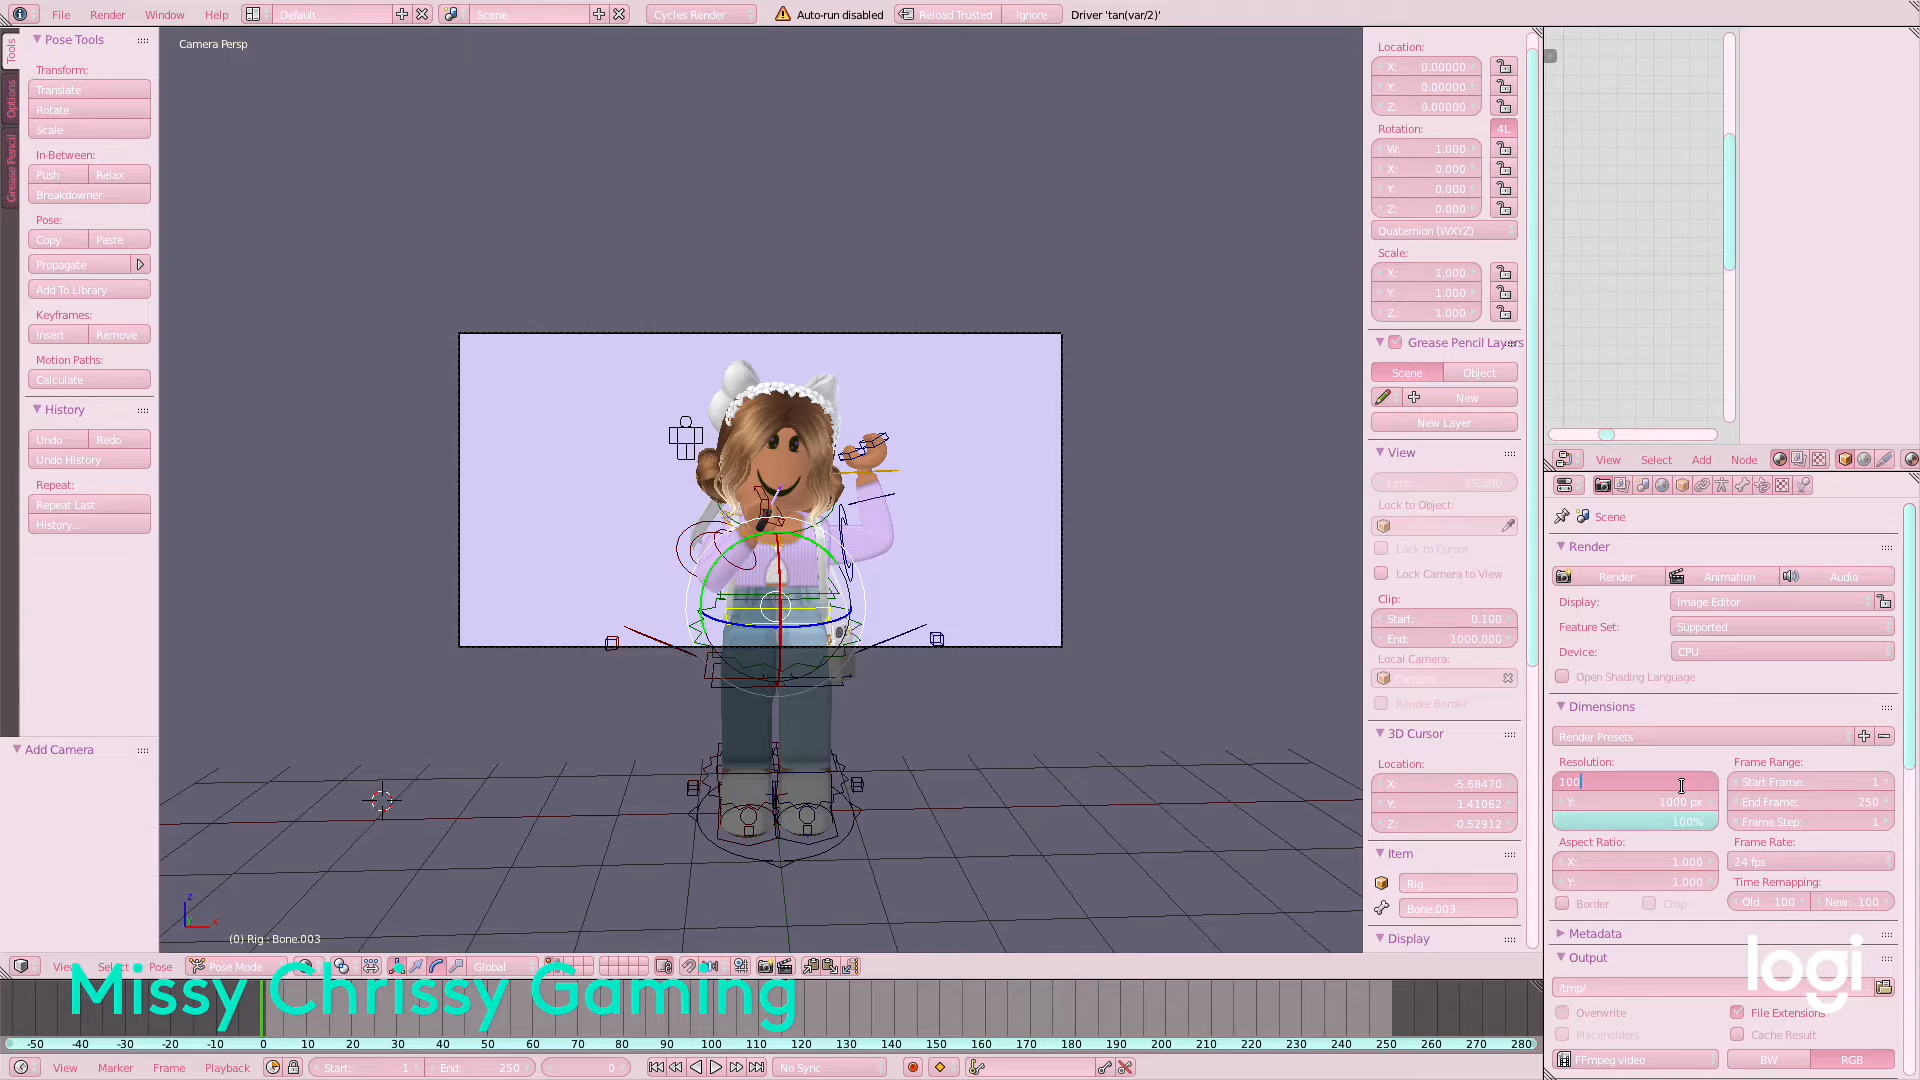 File Render Window Help Default Scene Cycles Render Auto-run disabled Reload Trusted Ignore Driver 'tan(var/2)'
Tools
Options
Grease Pencil
Pose Tools
Transform:
Translate
Rotate
Scale
In-Between:
Push Relax
Breakdowner
Pose:
Copy Paste
Propagate
Add To Library
Keyframes:
Insert Remove
Motion Paths:
Calculate
History
Undo Redo
Undo History
Repeat:
Repeat Last
History...
Add Camera
Camera Persp
z
x
(0) Rig : Bone.003
Location:
X: 0.00000
Y: 0.00000
Z: 0.00000
Rotation: 4L
W: 1.000
X: 0.000
Y: 0.000
Z: 0.000
Quaternion (WXYZ)
Scale:
X: 1.000
Y: 1.000
Z: 1.000
Grease Pencil Layers
Scene Object
New
New Layer
View
Lens: 35.000
Lock to Object:
Lock to Cursor
Lock Camera to View
Clip:
Start: 0.100
End: 1000.000
Local Camera:
Camera
Render Border
3D Cursor
Location:
X: -5.68470
Y: 1.41062
Z: -0.52912
Item
Rig
Bone.003
Display
View Select Add Node
Scene
Render
Render Animation Audio
Display: Image Editor
Feature Set: Supported
Device: CPU
Open Shading Language
Dimensions
Render Presets
Resolution: Frame Range:
100 Start Frame: 1
Y: 1000 px End Frame: 250
100% Frame Step: 1
Aspect Ratio: Frame Rate:
X: 1.000 24 fps
Y: 1.000 Time Remapping:
Border Crop Old: 100 New: 100
Metadata
Output
/tmp/
Overwrite File Extensions
Placeholders Cache Result
FFmpeg video BW RGB
logi
View Select Pose Pose Mode Global
Missy Chrissy Gaming
-50 -40 -30 -20 -10 0 10 20 30 40 50 60 70 80 90 100 110 120 130 140 150 160 170 180 190 200 210 220 230 240 250 260 270 280
View Marker Frame Playback Start: 1 End: 250 0 No Sync